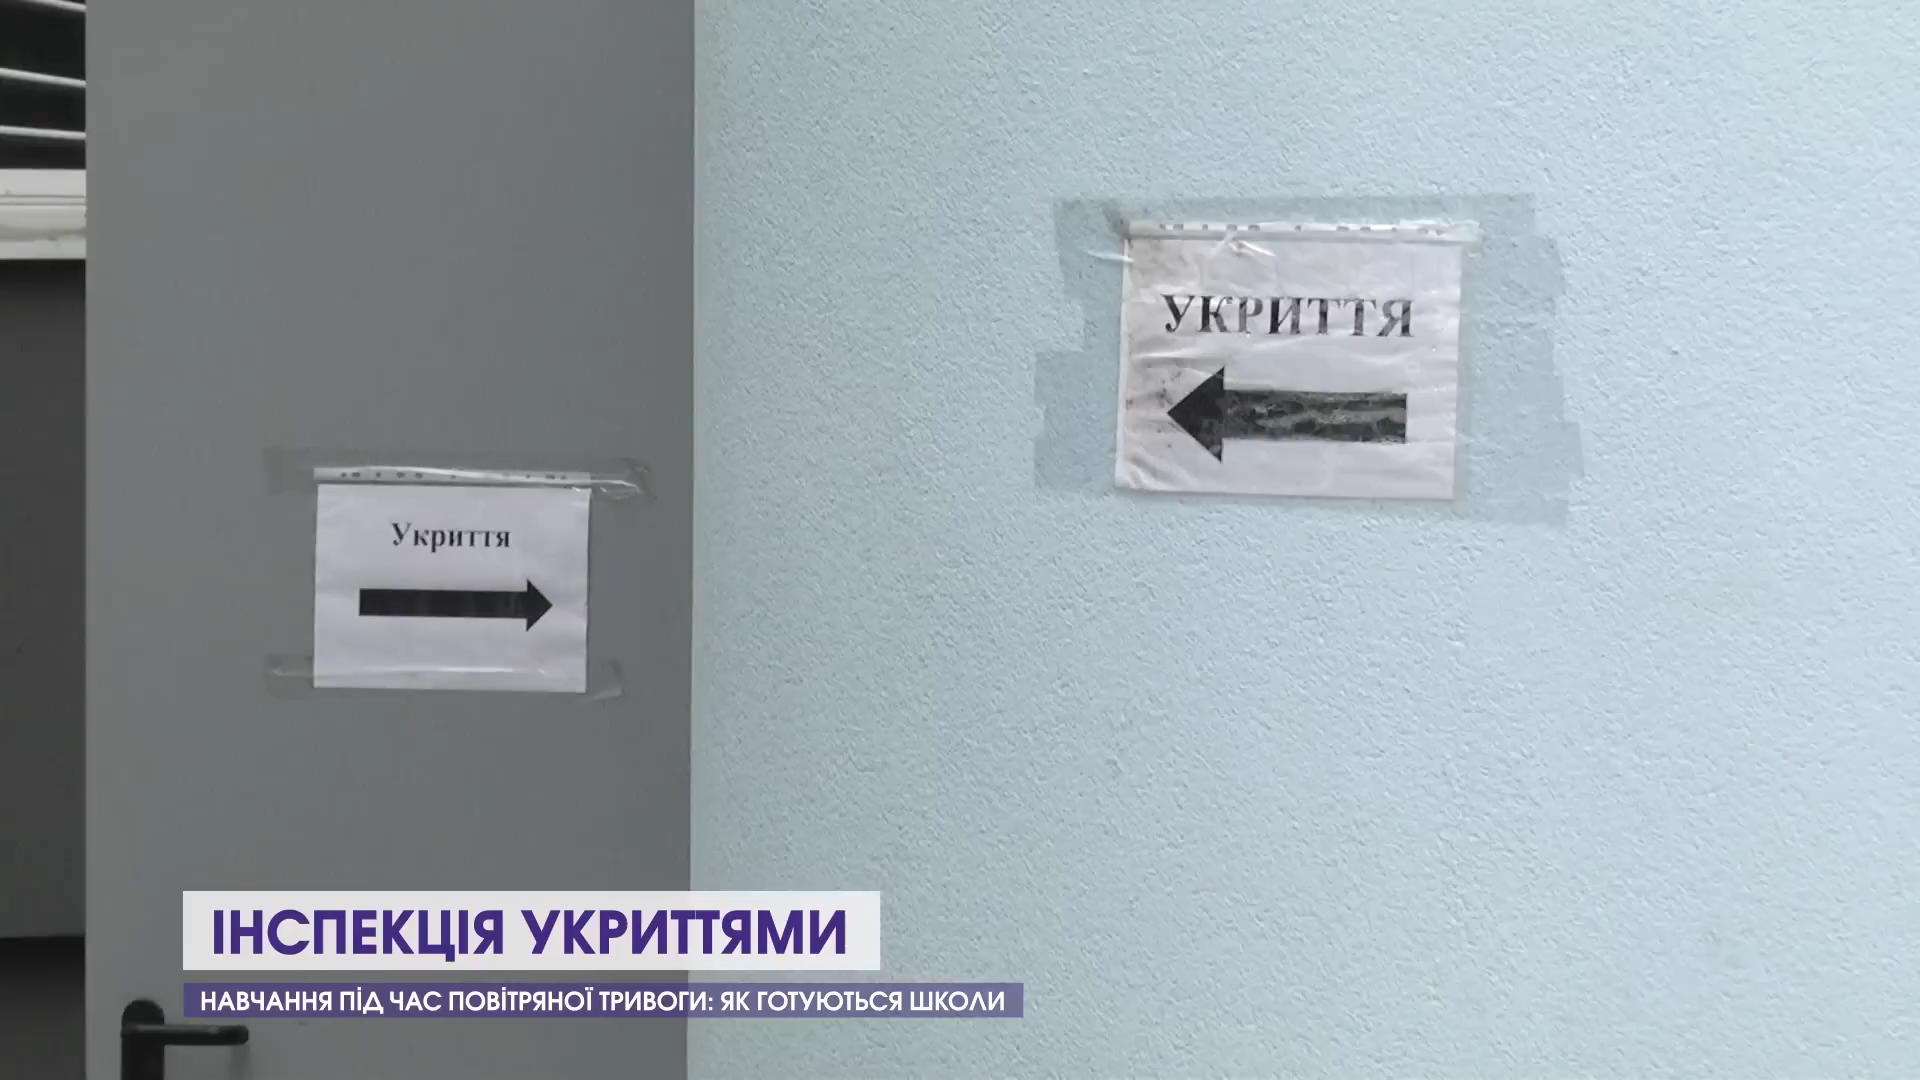 УКРИТТЯ
Укриття
ІНСПЕКЦІЯ УКРИТТЯМИ
НАВЧАННЯ ПІД ЧАС ПОВІТРЯНОЇ ТРИВОГИ: ЯК ГОТУЮТЬСЯ ШКОЛИ